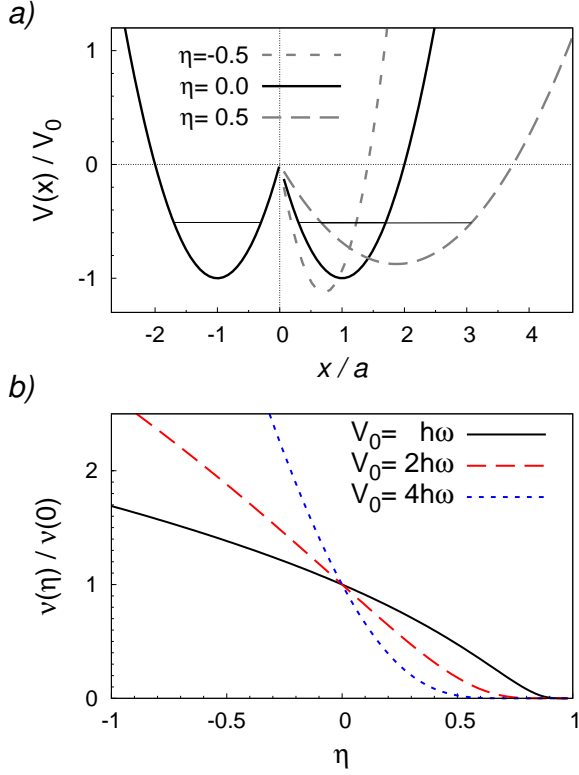 a)
V(x) / V₀
1
0
-1
η=-0.5
η= 0.0
η= 0.5
-2 -1 0 1 2 3 4
x / a
b)
ν(η) / ν(0)
2
1
0
V₀= hω
V₀= 2hω
V₀= 4hω
-1 -0.5 0 0.5 1
η